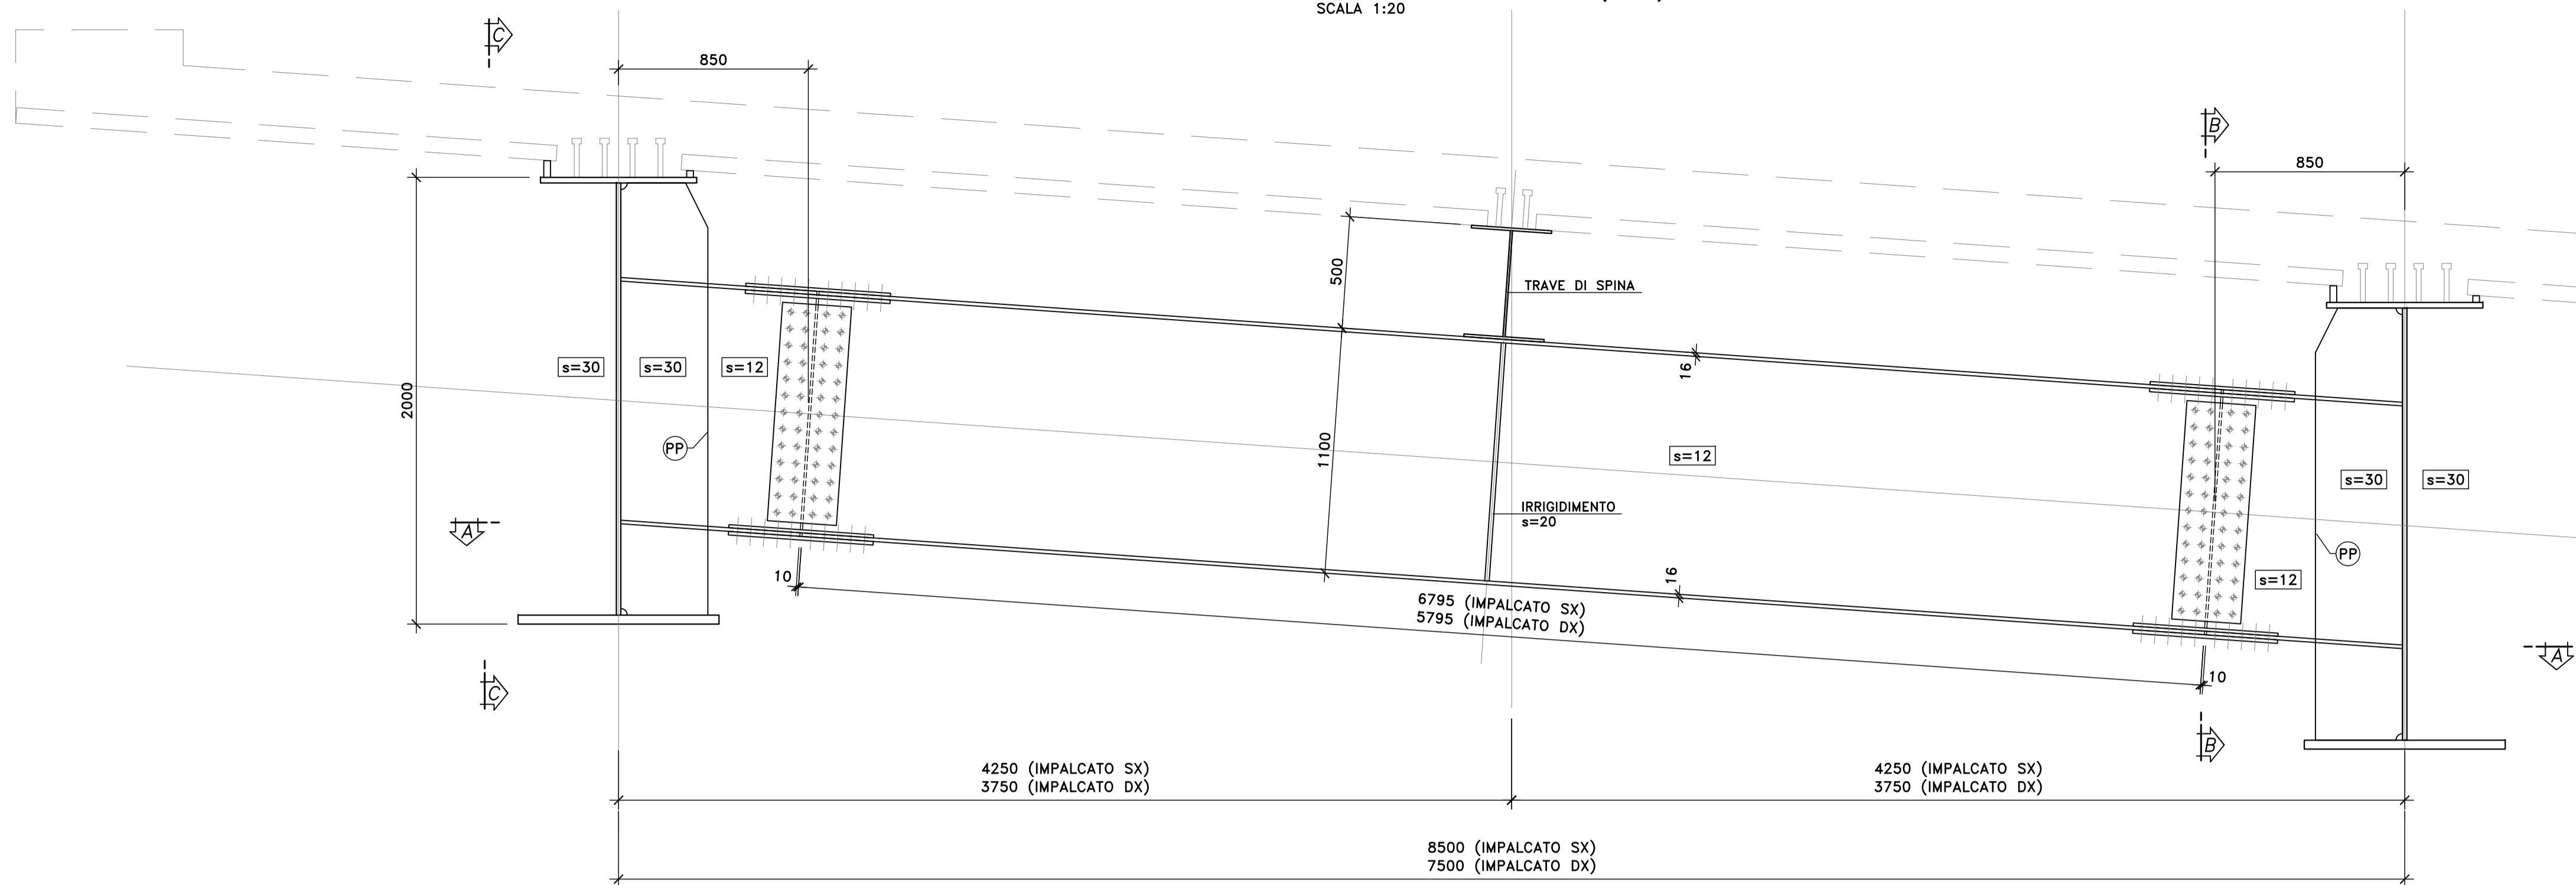 SCALA 1:20
C
850
B
850
500
TRAVE DI SPINA
16
s=30
s=30
s=12
2000
PP
1100
s=12
s=30
s=30
A
IRRIGIDIMENTO
s=20
PP
10
16
s=12
6795 (IMPALCATO SX)
5795 (IMPALCATO DX)
A
10
C
B
4250 (IMPALCATO SX)
3750 (IMPALCATO DX)
4250 (IMPALCATO SX)
3750 (IMPALCATO DX)
8500 (IMPALCATO SX)
7500 (IMPALCATO DX)